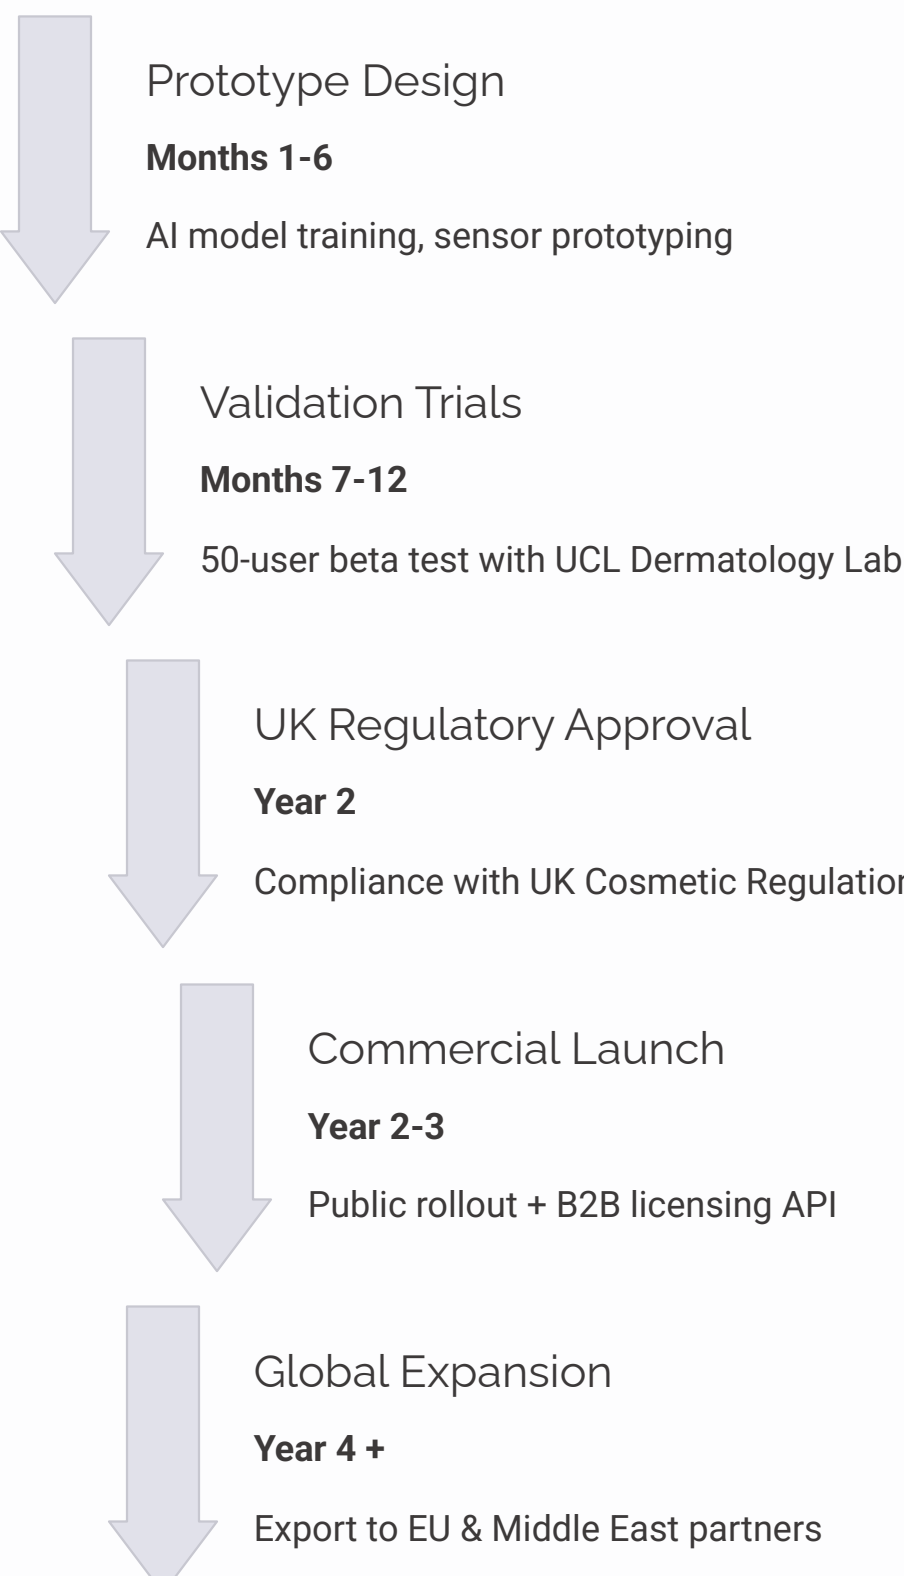 Prototype Design
Months 1-6
AI model training, sensor prototyping
Validation Trials
Months 7-12
50-user beta test with UCL Dermatology Lab
UK Regulatory Approval
Year 2
Compliance with UK Cosmetic
Commercial Launch
Year 2-3
Public rollout + B2B licensing API
Global Expansion
Year 4 +
Export to EU & Middle East partners